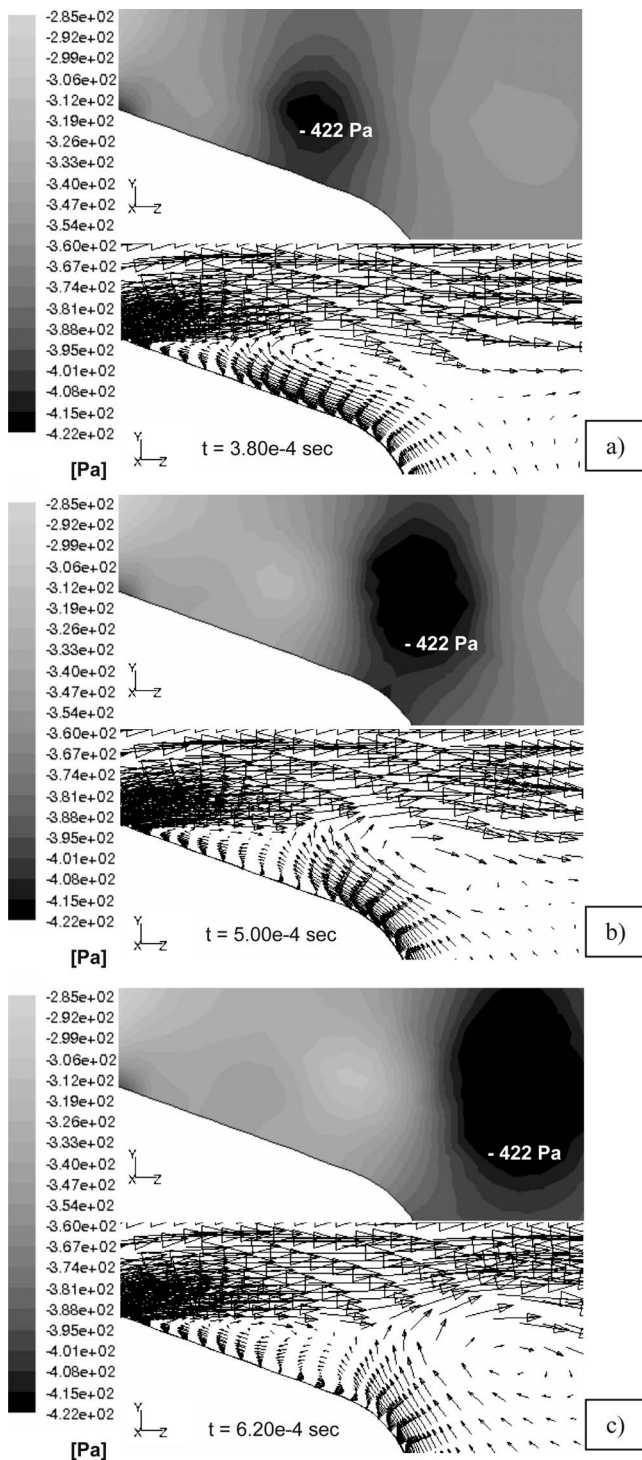 -2.85e+02
-2.92e+02
-2.99e+02
-3.06e+02
-3.12e+02
-3.19e+02
-3.26e+02
-3.33e+02
-3.40e+02
-3.47e+02
-3.54e+02
-3.60e+02
-3.67e+02
-3.74e+02
-3.81e+02
-3.88e+02
-3.95e+02
-4.01e+02
-4.08e+02
-4.15e+02
-4.22e+02
[Pa]
- 422 Pa
Y
X Z
Y
X Z
t = 3.80e-4 sec
a)
-2.85e+02
-2.92e+02
-2.99e+02
-3.06e+02
-3.12e+02
-3.19e+02
-3.26e+02
-3.33e+02
-3.40e+02
-3.47e+02
-3.54e+02
-3.60e+02
-3.67e+02
-3.74e+02
-3.81e+02
-3.88e+02
-3.95e+02
-4.01e+02
-4.08e+02
-4.15e+02
-4.22e+02
[Pa]
- 422 Pa
Y
X Z
Y
X Z
t = 5.00e-4 sec
b)
-2.85e+02
-2.92e+02
-2.99e+02
-3.06e+02
-3.12e+02
-3.19e+02
-3.26e+02
-3.33e+02
-3.40e+02
-3.47e+02
-3.54e+02
-3.60e+02
-3.67e+02
-3.74e+02
-3.81e+02
-3.88e+02
-3.95e+02
-4.01e+02
-4.08e+02
-4.15e+02
-4.22e+02
[Pa]
- 422 Pa
Y
X Z
Y
X Z
t = 6.20e-4 sec
c)